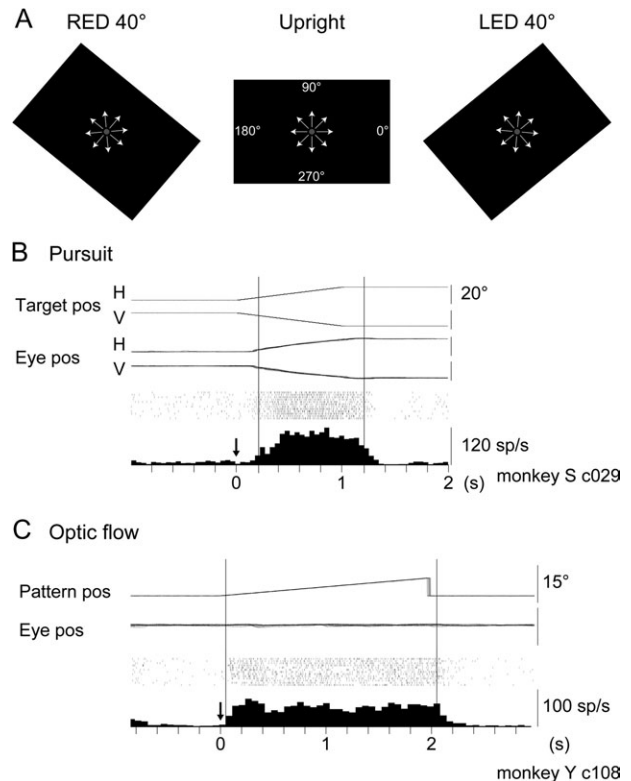 A
RED 40° Upright LED 40°
90°
180° 0°
270°
B Pursuit
Target pos H 20°
V
Eye pos H
V
120 sp/s
0 1 2 (s) monkey S c029
C Optic flow
Pattern pos 15°
Eye pos
100 sp/s
0 1 2 (s)
monkey Y c108